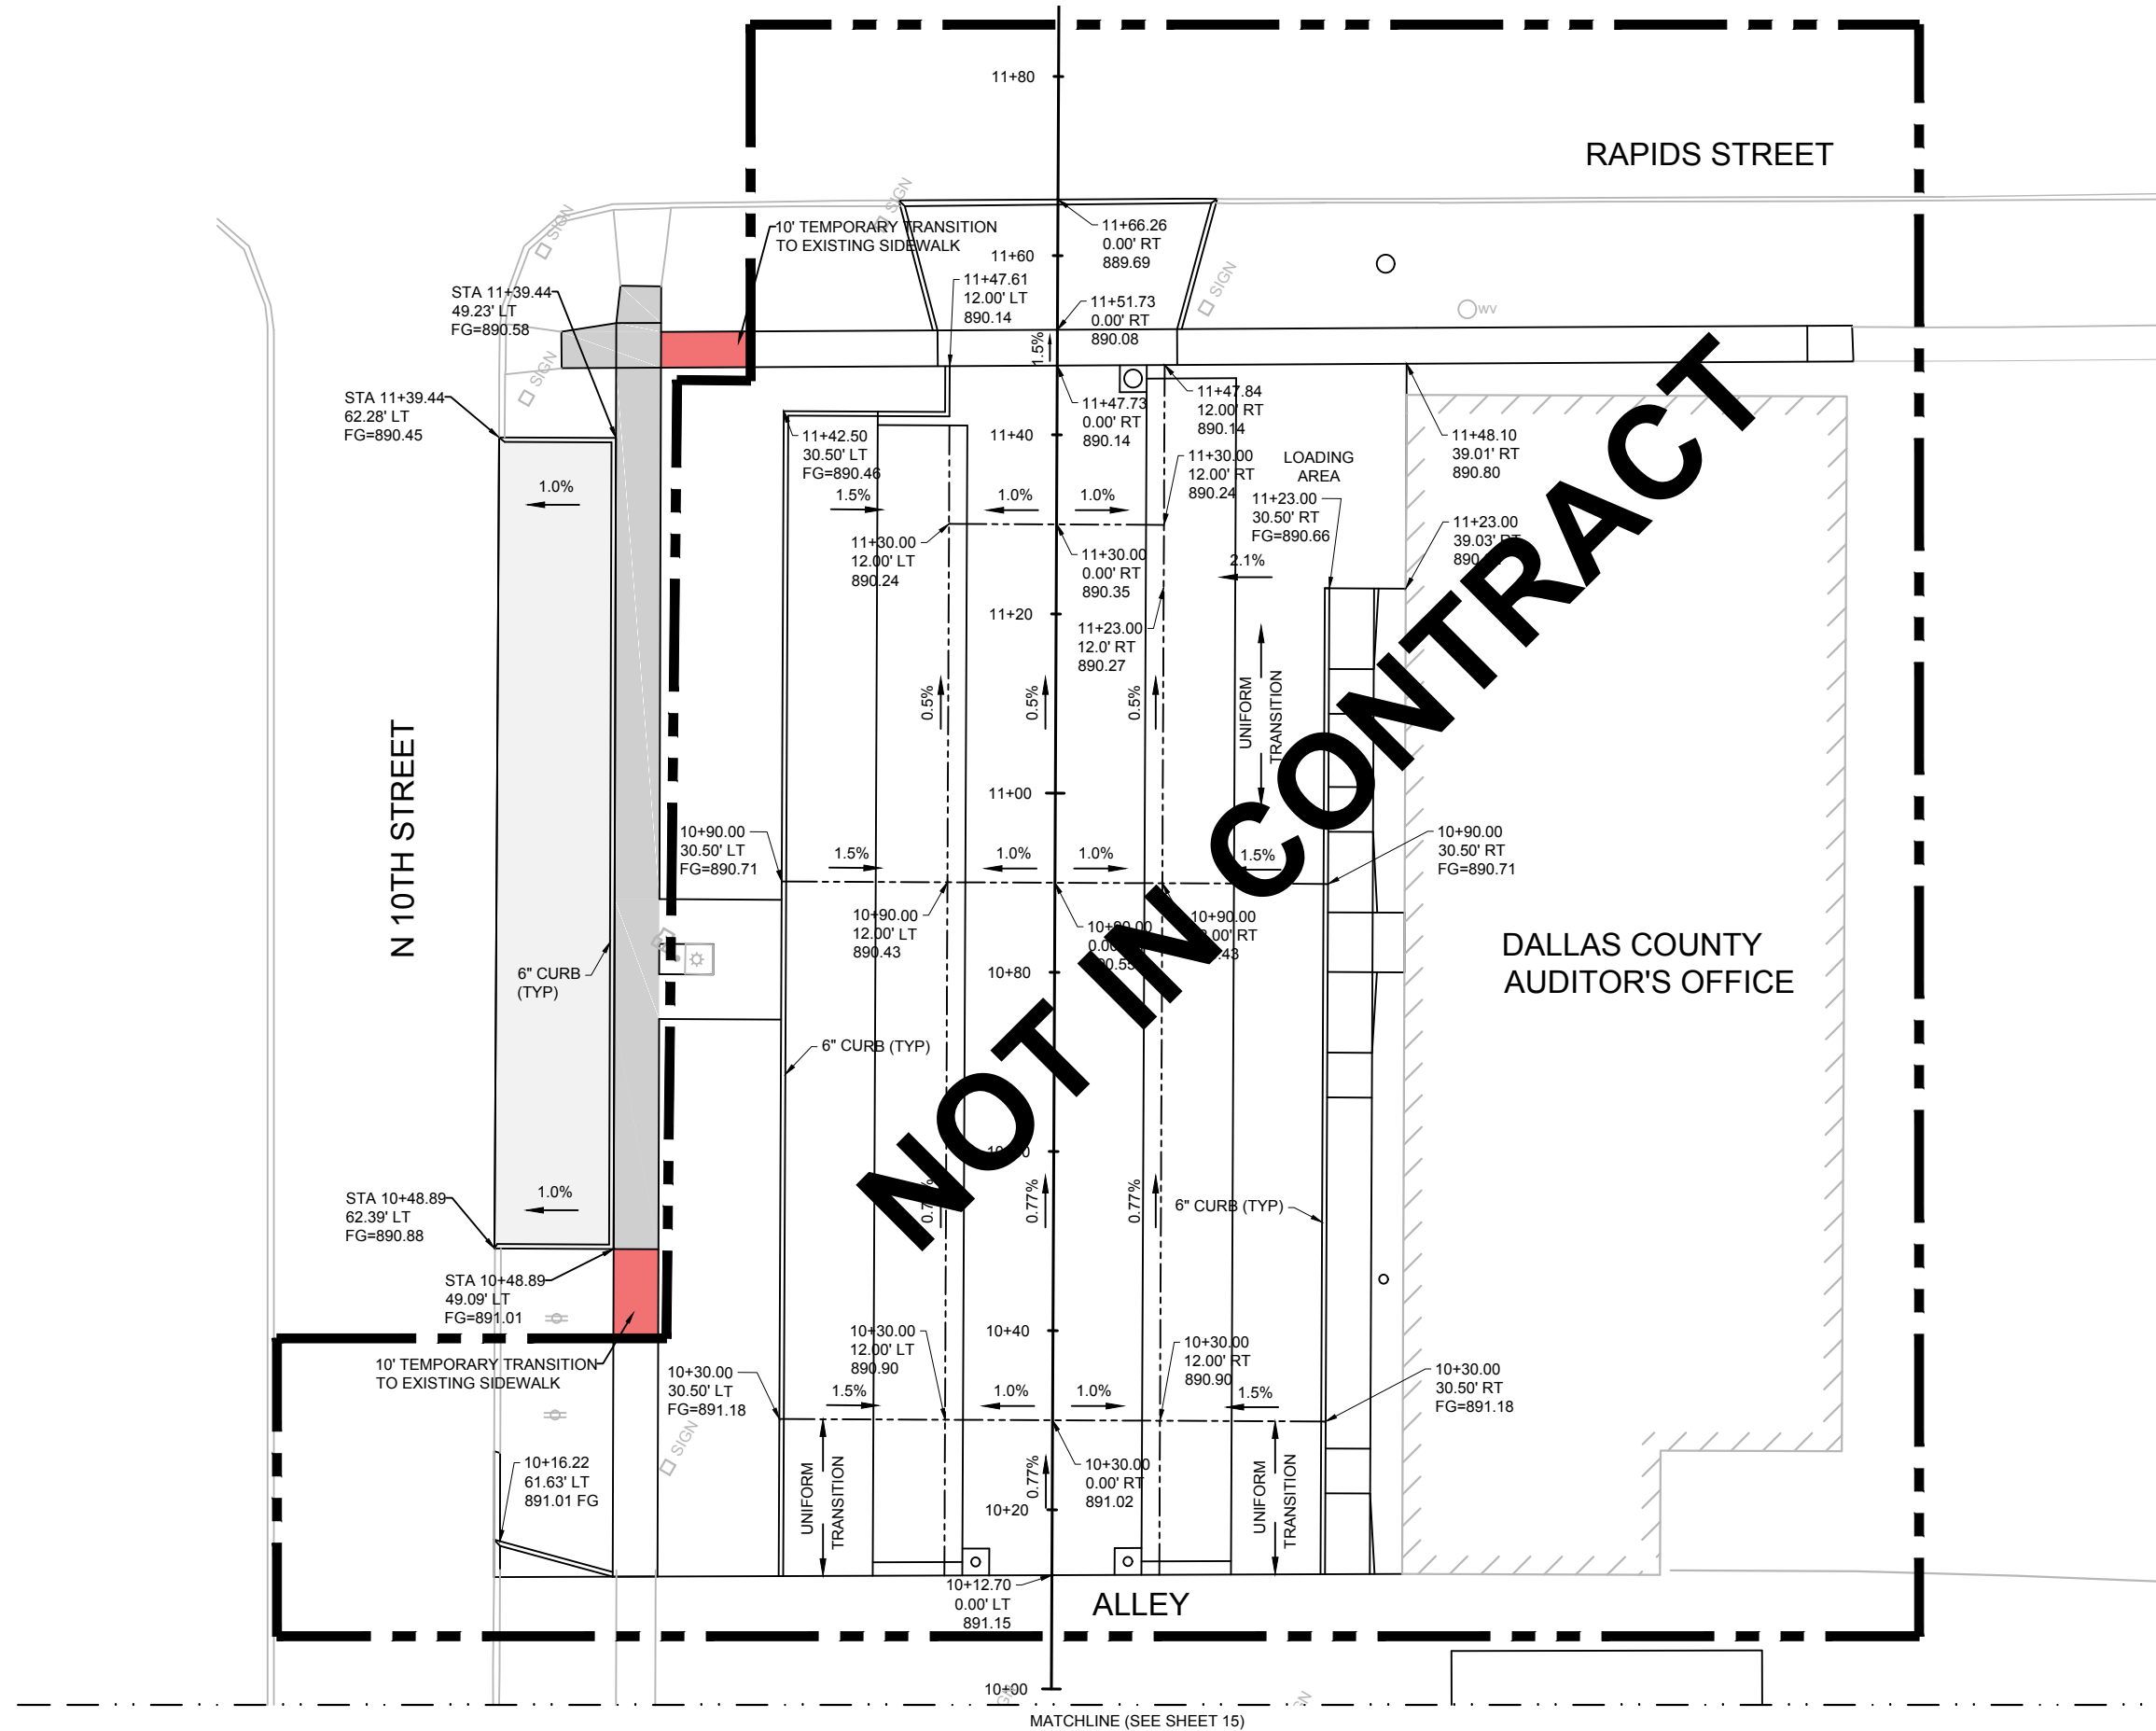 11+80
RAPIDS STREET
SIGN
SIGN
10' TEMPORARY TRANSITION
TO EXISTING SIDEWALK
11+66.26
0.00' RT
889.69
11+60
SIGN
11+47.61
12.00' LT
890.14
STA 11+39.44
49.23' LT
FG=890.58
11+51.73
0.00' RT
890.08
WV
1.5%
SIGN
STA 11+39.44
62.28' LT
FG=890.45
11+47.73
0.00' RT
890.14
11+47.84
12.00' RT
890.14
11+40
11+42.50
30.50' LT
FG=890.46
11+48.10
39.01' RT
890.80
11+30.00
12.00' RT
890.24
LOADING
AREA
11+23.00
30.50' RT
FG=890.66
1.0%
1.5%
1.0%
1.0%
11+23.00
39.03' RT
890.
11+30.00
12.00' LT
890.24
11+30.00
0.00' RT
890.35
2.1%
11+20
11+23.00
12.0' RT
890.27
UNIFORM
TRANSITION
0.5%
0.5%
0.5%
N 10TH STREET
11+00
10+90.00
30.50' LT
FG=890.71
1.5%
1.0%
1.0%
1.5%
10+90.00
30.50' RT
FG=890.71
10+90.00
12.00' LT
890.43
10+90.00
0.00'
10+90.00
.00' RT
.43
NOT IN CONTRACT
DALLAS COUNTY
AUDITOR'S OFFICE
6" CURB
(TYP)
10+80
6" CURB (TYP)
1.0%
STA 10+48.89
62.39' LT
FG=890.88
0.77%
0.77%
6" CURB (TYP)
STA 10+48.89
49.09' LT
FG=891.01
10' TEMPORARY TRANSITION
TO EXISTING SIDEWALK
10+30.00
12.00' LT
890.90
10+40
10+30.00
12.00' RT
890.90
10+30.00
30.50' LT
FG=891.18
1.5%
1.0%
1.0%
1.5%
10+30.00
30.50' RT
FG=891.18
SIGN
10+16.22
61.63' LT
891.01 FG
UNIFORM
TRANSITION
0.77%
10+30.00
0.00' RT
891.02
UNIFORM
TRANSITION
10+20
10+12.70
0.00' LT
891.15
ALLEY
10+00
MATCHLINE (SEE SHEET 15)